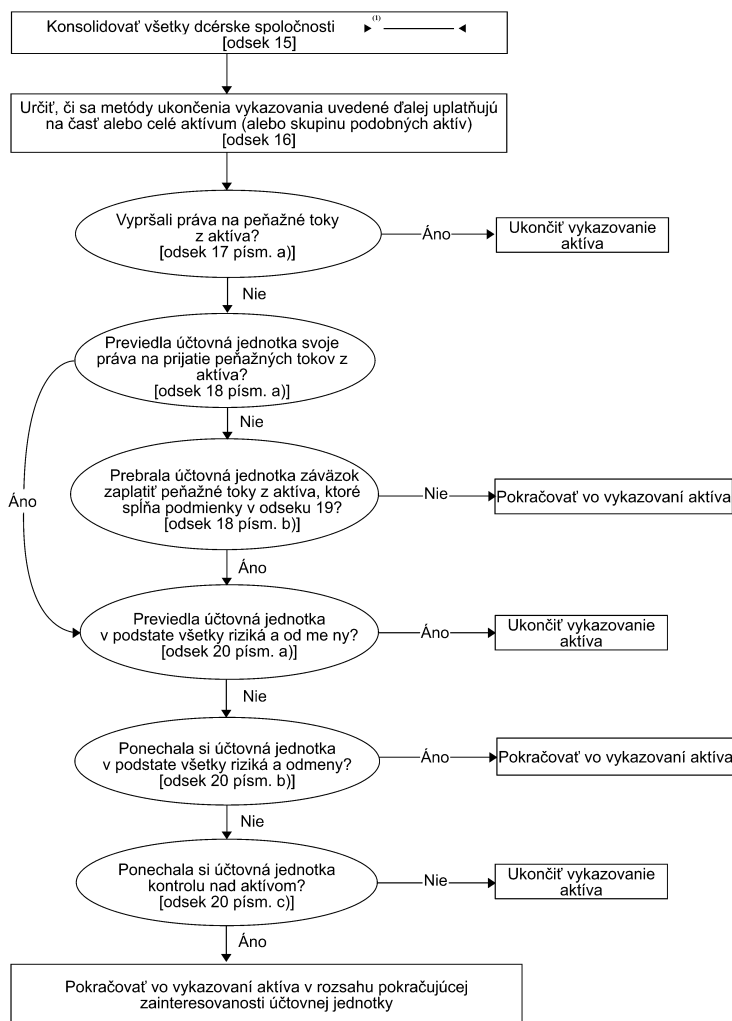 Konsolidovať všetky dcérske spoločnosti ►(1) ◄
[odsek 15]
Určiť, či sa metódy ukončenia vykazovania uvedené ďalej uplatňujú
na časť alebo celé aktívum (alebo skupinu podobných aktív)
[odsek 16]
Vypršali práva na peňažné toky
z aktíva?
[odsek 17 písm. a)]
Áno
Ukončiť vykazovanie
aktíva
Nie
Previedla účtovná jednotka svoje
práva na prijatie peňažných tokov z
aktíva?
[odsek 18 písm. a)]
Nie
Áno
Prebrala účtovná jednotka záväzok
zaplatiť peňažné toky z aktíva, ktoré
spĺňa podmienky v odseku 19?
[odsek 18 písm. b)]
Nie
Pokračovať vo vykazovaní aktíva
Áno
Previedla účtovná jednotka
v podstate všetky riziká a od me ny?
[odsek 20 písm. a)]
Áno
Ukončiť vykazovanie
aktíva
Nie
Ponechala si účtovná jednotka
v podstate všetky riziká a odmeny?
[odsek 20 písm. b)]
Áno
Pokračovať vo vykazovaní aktíva
Nie
Ponechala si účtovná jednotka
kontrolu nad aktívom?
[odsek 20 písm. c)]
Nie
Ukončiť vykazovanie
aktíva
Áno
Pokračovať vo vykazovaní aktíva v rozsahu pokračujúcej
zainteresovanosti účtovnej jednotky